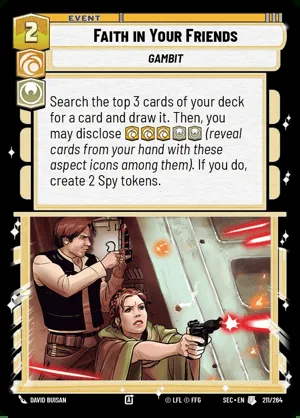 2
EVENT
FAITH IN YOUR FRIENDS
GAMBIT
Search the top 3 cards of your deck
for a card and draw it. Then, you
may disclose (reveal
cards from your hand with these
aspect icons among them). If you do,
create 2 Spy tokens.
DAVID BUISAN
© LFL © FFG
SEC • EN
211/264